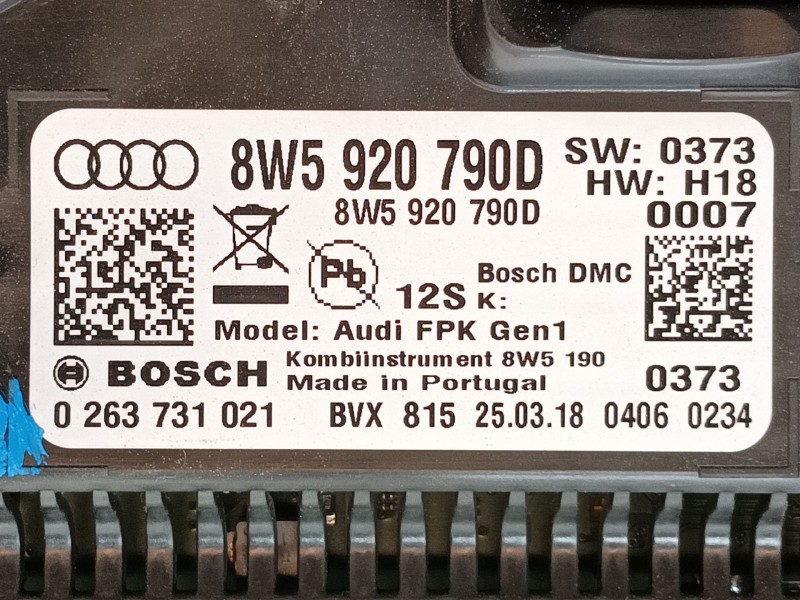 8W5 920 790D SW: 0373
HW: H18
8W5 920 790D 0007
Pb
12S Bosch DMC
K:
Model: Audi FPK Gen1
BOSCH Kombiinstrument 8W5 190
Made in Portugal 0373
0 263 731 021 BVX 815 25.03.18 0406 0234